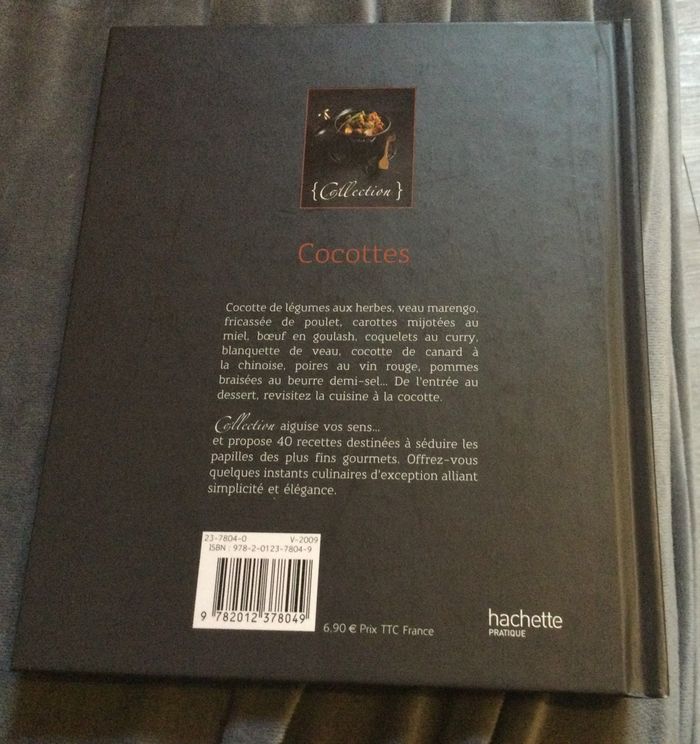 {Collection}
Cocottes
Cocotte de légumes aux herbes, veau marengo,
fricassée de poulet, carottes mijotées au
miel, bœuf en goulash, coquelets au curry,
blanquette de veau, cocotte de canard à
la chinoise, poires au vin rouge, pommes
braisées au beurre demi-sel... De l'entrée au
dessert, revisitez la cuisine à la cocotte.
Collection aiguise vos sens...
et propose 40 recettes destinées à séduire les
papilles des plus fins gourmets. Offrez-vous
quelques instants culinaires d'exception alliant
simplicité et élégance.
23-7804-0 V-2009
ISBN : 978-2-0123-7804-9
9 782012 378049
6.90 € Prix TTC France
hachette
PRATIQUE